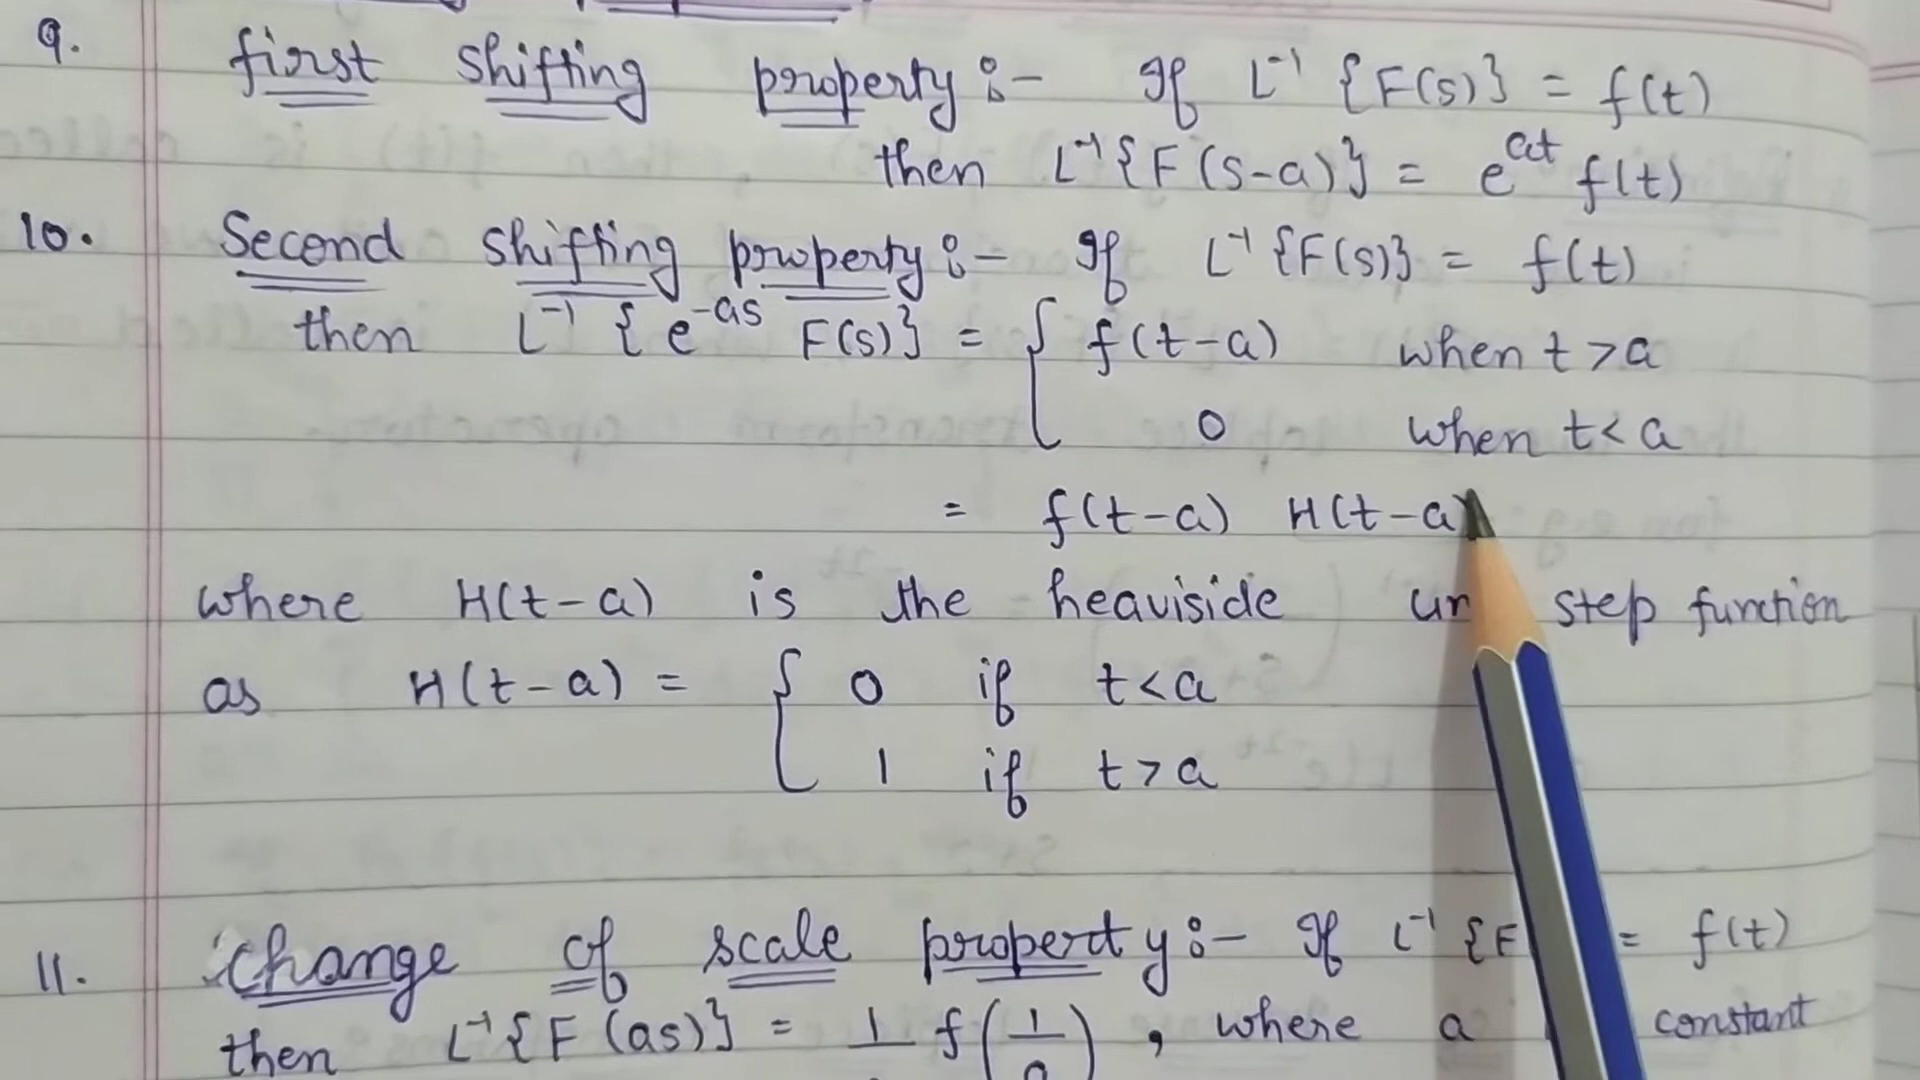 9. first shifting property :- If L⁻¹ {F(s)} = f(t)
then L⁻¹{F(s-a)} = e^at f(t)
10. Second shifting property :- If L⁻¹ {F(s)} = f(t)
then L⁻¹ {e^-as F(s)} = { f(t-a) when t>a
0 when t<a
= f(t-a) H(t-a)
where H(t-a) is the heaviside step function
as H(t-a) = { 0 if t<a
1 if t>a
11. change of scale property :- If L⁻¹ {F = f(t)
then L⁻¹{F(as)} = 1 f(1/a), where a constant